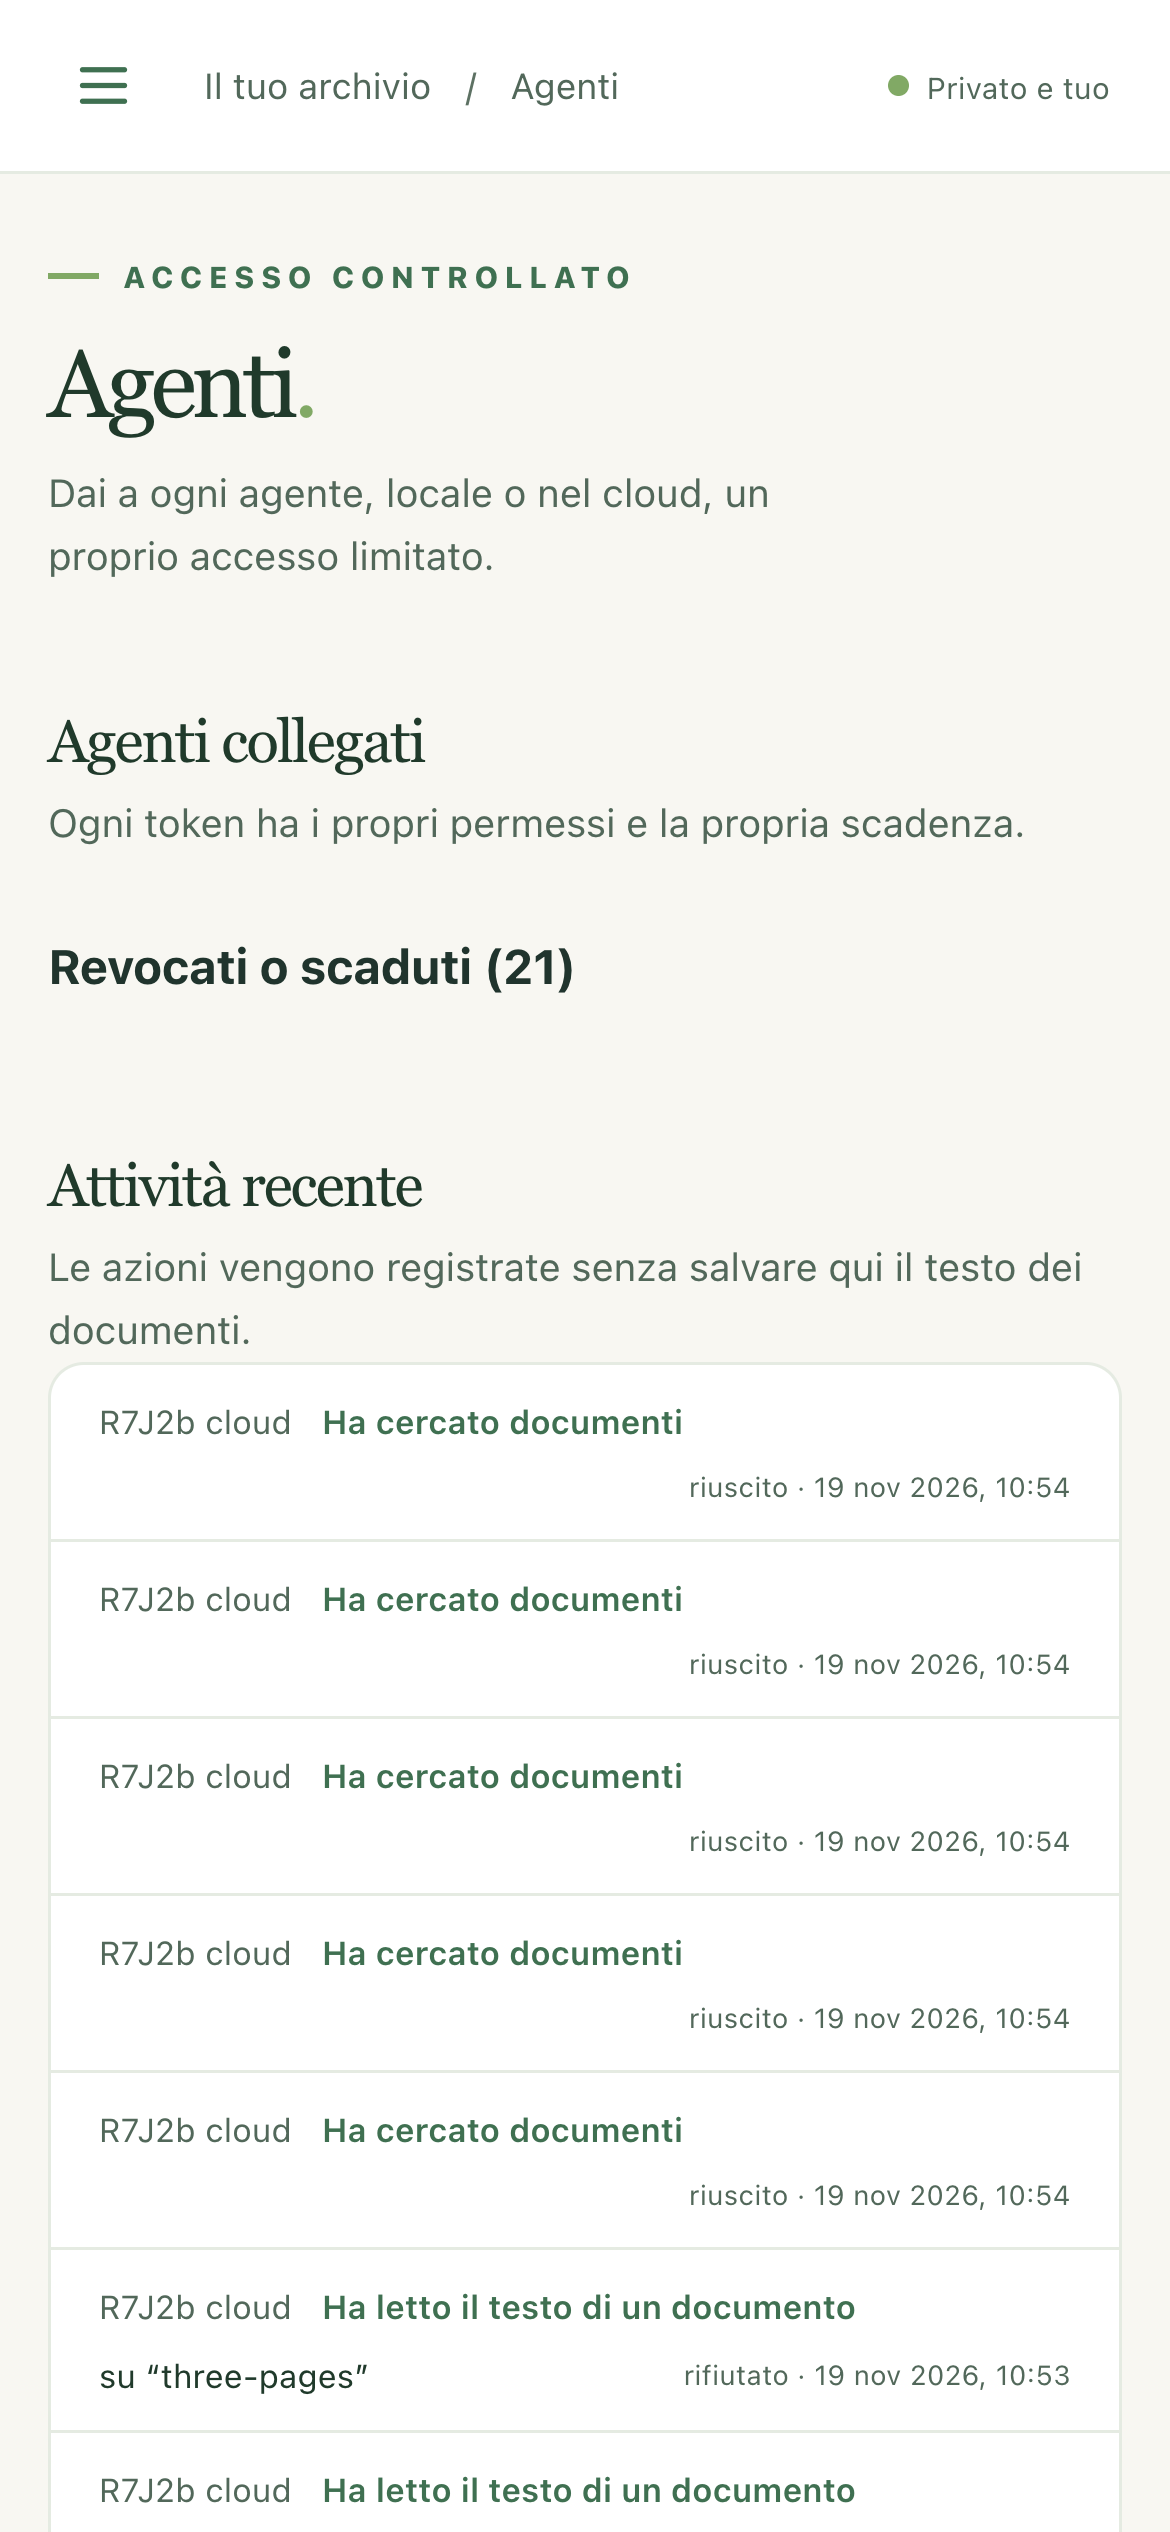 Il tuo archivio / Agenti
Privato e tuo
ACCESSO CONTROLLATO
Agenti.
Dai a ogni agente, locale o nel cloud, un
proprio accesso limitato.
Agenti collegati
Ogni token ha i propri permessi e la propria scadenza.
Revocati o scaduti (21)
Attività recente
Le azioni vengono registrate senza salvare qui il testo dei
documenti.
R7J2b cloud Ha cercato documenti
riuscito · 19 nov 2026, 10:54
R7J2b cloud Ha cercato documenti
riuscito · 19 nov 2026, 10:54
R7J2b cloud Ha cercato documenti
riuscito · 19 nov 2026, 10:54
R7J2b cloud Ha cercato documenti
riuscito · 19 nov 2026, 10:54
R7J2b cloud Ha cercato documenti
riuscito · 19 nov 2026, 10:54
R7J2b cloud Ha letto il testo di un documento
su “three-pages” rifiutato · 19 nov 2026, 10:53
R7J2b cloud Ha letto il testo di un documento